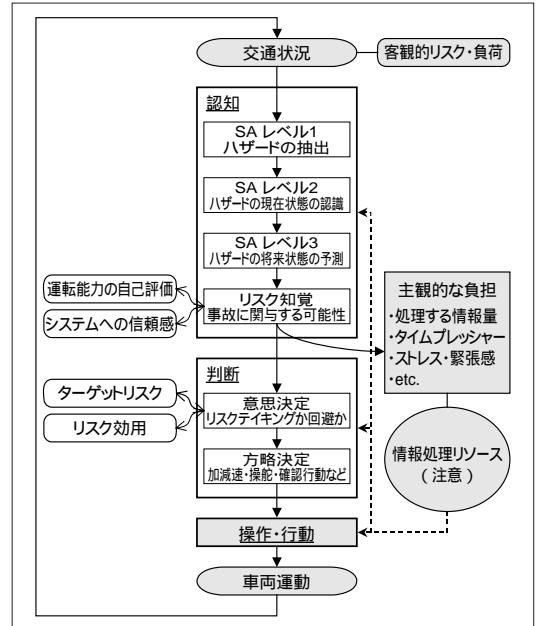 交通状況
客観的リスク・負荷
認知
SA レベル1
ハザードの抽出
SA レベル2
ハザードの現在状態の認識
SA レベル3
ハザードの将来状態の予測
運転能力の自己評価
システムへの信頼感
リスク知覚
事故に関与する可能性
主観的な負担
・処理する情報量
・タイムプレッシャー
・ストレス・緊張感
・etc.
判断
ターゲットリスク
リスク効用
意思決定
リスクテイキングか回避か
方略決定
加減速・操舵・確認行動など
情報処理リソース
（注意）
操作・行動
車両運動